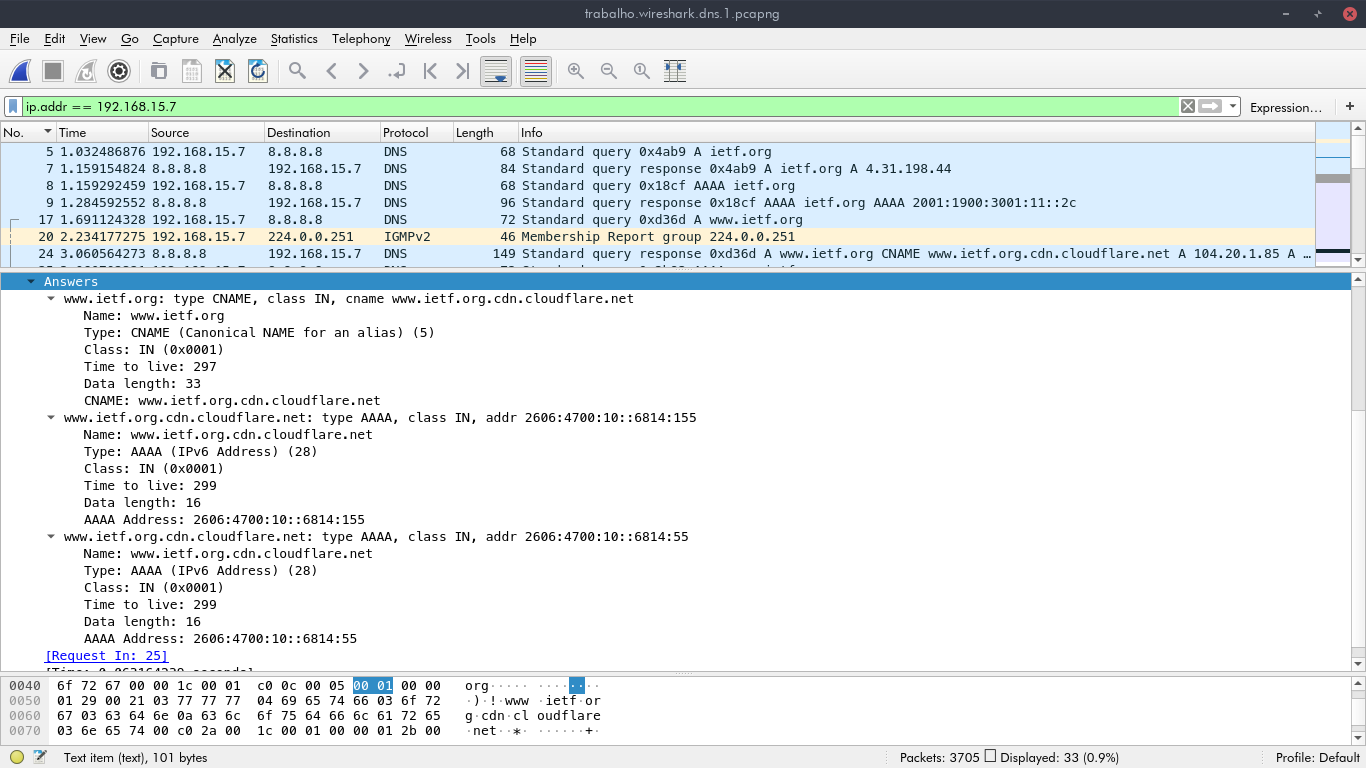 trabalho.wireshark.dns.1.pcapng
File Edit View Go Capture Analyze Statistics Telephony Wireless Tools Help
ip.addr == 192.168.15.7 Expression… +
No. Time Source Destination Protocol Length Info
5 1.032486876 192.168.15.7 8.8.8.8 DNS 68 Standard query 0x4ab9 A ietf.org
7 1.159154824 8.8.8.8 192.168.15.7 DNS 84 Standard query response 0x4ab9 A ietf.org A 4.31.198.44
8 1.159292459 192.168.15.7 8.8.8.8 DNS 68 Standard query 0x18cf AAAA ietf.org
9 1.284592552 8.8.8.8 192.168.15.7 DNS 96 Standard query response 0x18cf AAAA ietf.org AAAA 2001:1900:3001:11::2c
17 1.691124328 192.168.15.7 8.8.8.8 DNS 72 Standard query 0xd36d A www.ietf.org
20 2.234177275 192.168.15.7 224.0.0.251 IGMPv2 46 Membership Report group 224.0.0.251
24 3.060564273 8.8.8.8 192.168.15.7 DNS 149 Standard query response 0xd36d A www.ietf.org CNAME www.ietf.org.cdn.cloudflare.net A 104.20.1.85 A …
Answers
www.ietf.org: type CNAME, class IN, cname www.ietf.org.cdn.cloudflare.net
Name: www.ietf.org
Type: CNAME (Canonical NAME for an alias) (5)
Class: IN (0x0001)
Time to live: 297
Data length: 33
CNAME: www.ietf.org.cdn.cloudflare.net
www.ietf.org.cdn.cloudflare.net: type AAAA, class IN, addr 2606:4700:10::6814:155
Name: www.ietf.org.cdn.cloudflare.net
Type: AAAA (IPv6 Address) (28)
Class: IN (0x0001)
Time to live: 299
Data length: 16
AAAA Address: 2606:4700:10::6814:155
www.ietf.org.cdn.cloudflare.net: type AAAA, class IN, addr 2606:4700:10::6814:55
Name: www.ietf.org.cdn.cloudflare.net
Type: AAAA (IPv6 Address) (28)
Class: IN (0x0001)
Time to live: 299
Data length: 16
AAAA Address: 2606:4700:10::6814:55
[Request In: 25]
0040 6f 72 67 00 00 1c 00 01 c0 0c 00 05 00 01 00 00 org····· ········
0050 01 29 00 21 03 77 77 77 04 69 65 74 66 03 6f 72 ·)·!·www ·ietf·or
0060 67 03 63 64 6e 0a 63 6c 6f 75 64 66 6c 61 72 65 g·cdn·cl oudflare
0070 03 6e 65 74 00 c0 2a 00 1c 00 01 00 00 01 2b 00 ·net··*· ······+·
Text item (text), 101 bytes Packets: 3705 Displayed: 33 (0.9%) Profile: Default